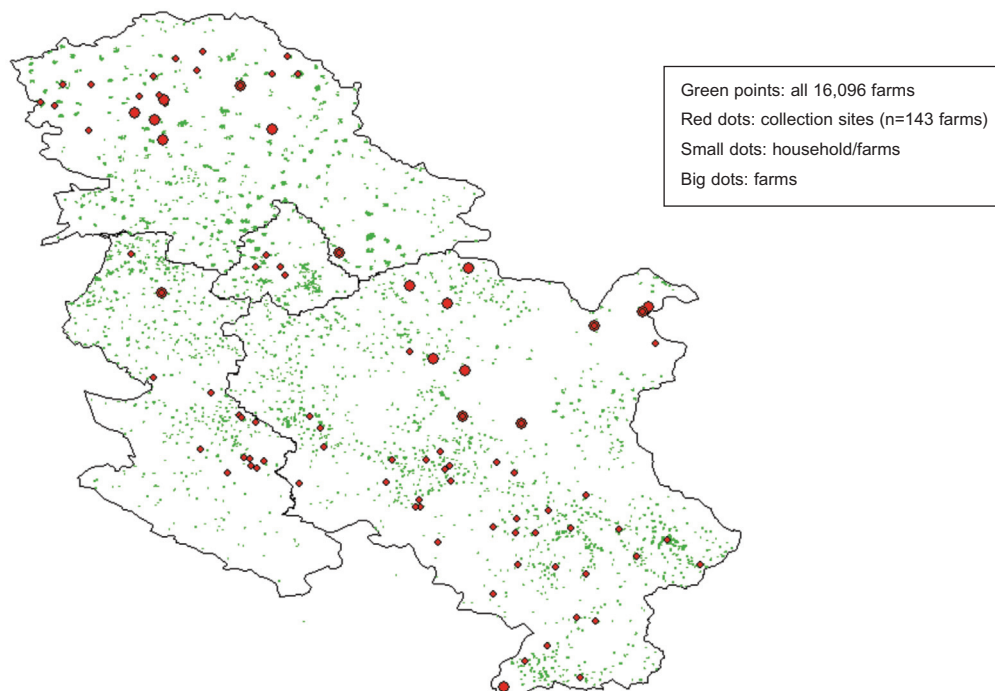 Green points: all 16,096 farms
Red dots: collection sites (n=143 farms)
Small dots: household/farms
Big dots: farms